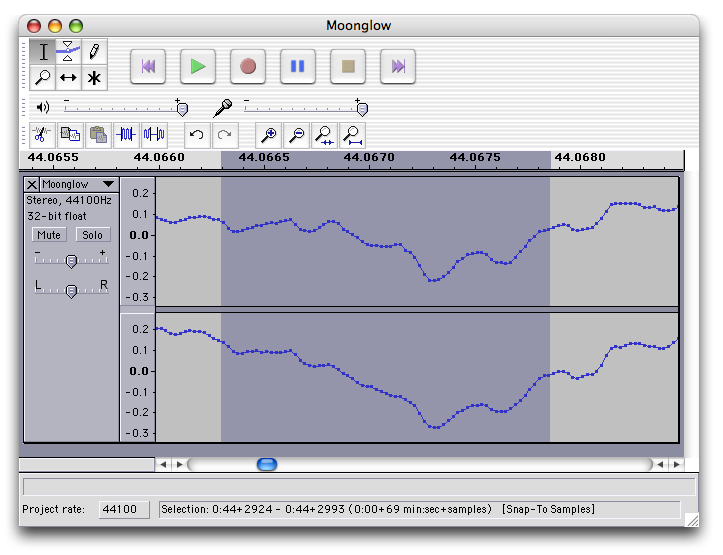 Moonglow
- +
- +
44.0655 44.0660 44.0665 44.0670 44.0675 44.0680
X Moonglow
Stereo, 44100Hz
32-bit float
Mute Solo
- +
L R
0.2
0.1
0.0
-0.1
-0.2
-0.3
0.2
0.1
0.0
-0.1
-0.2
-0.3
Project rate: 44100 Selection: 0:44+2924 - 0:44+2993 (0:00+69 min:sec+samples) [Snap-To Samples]